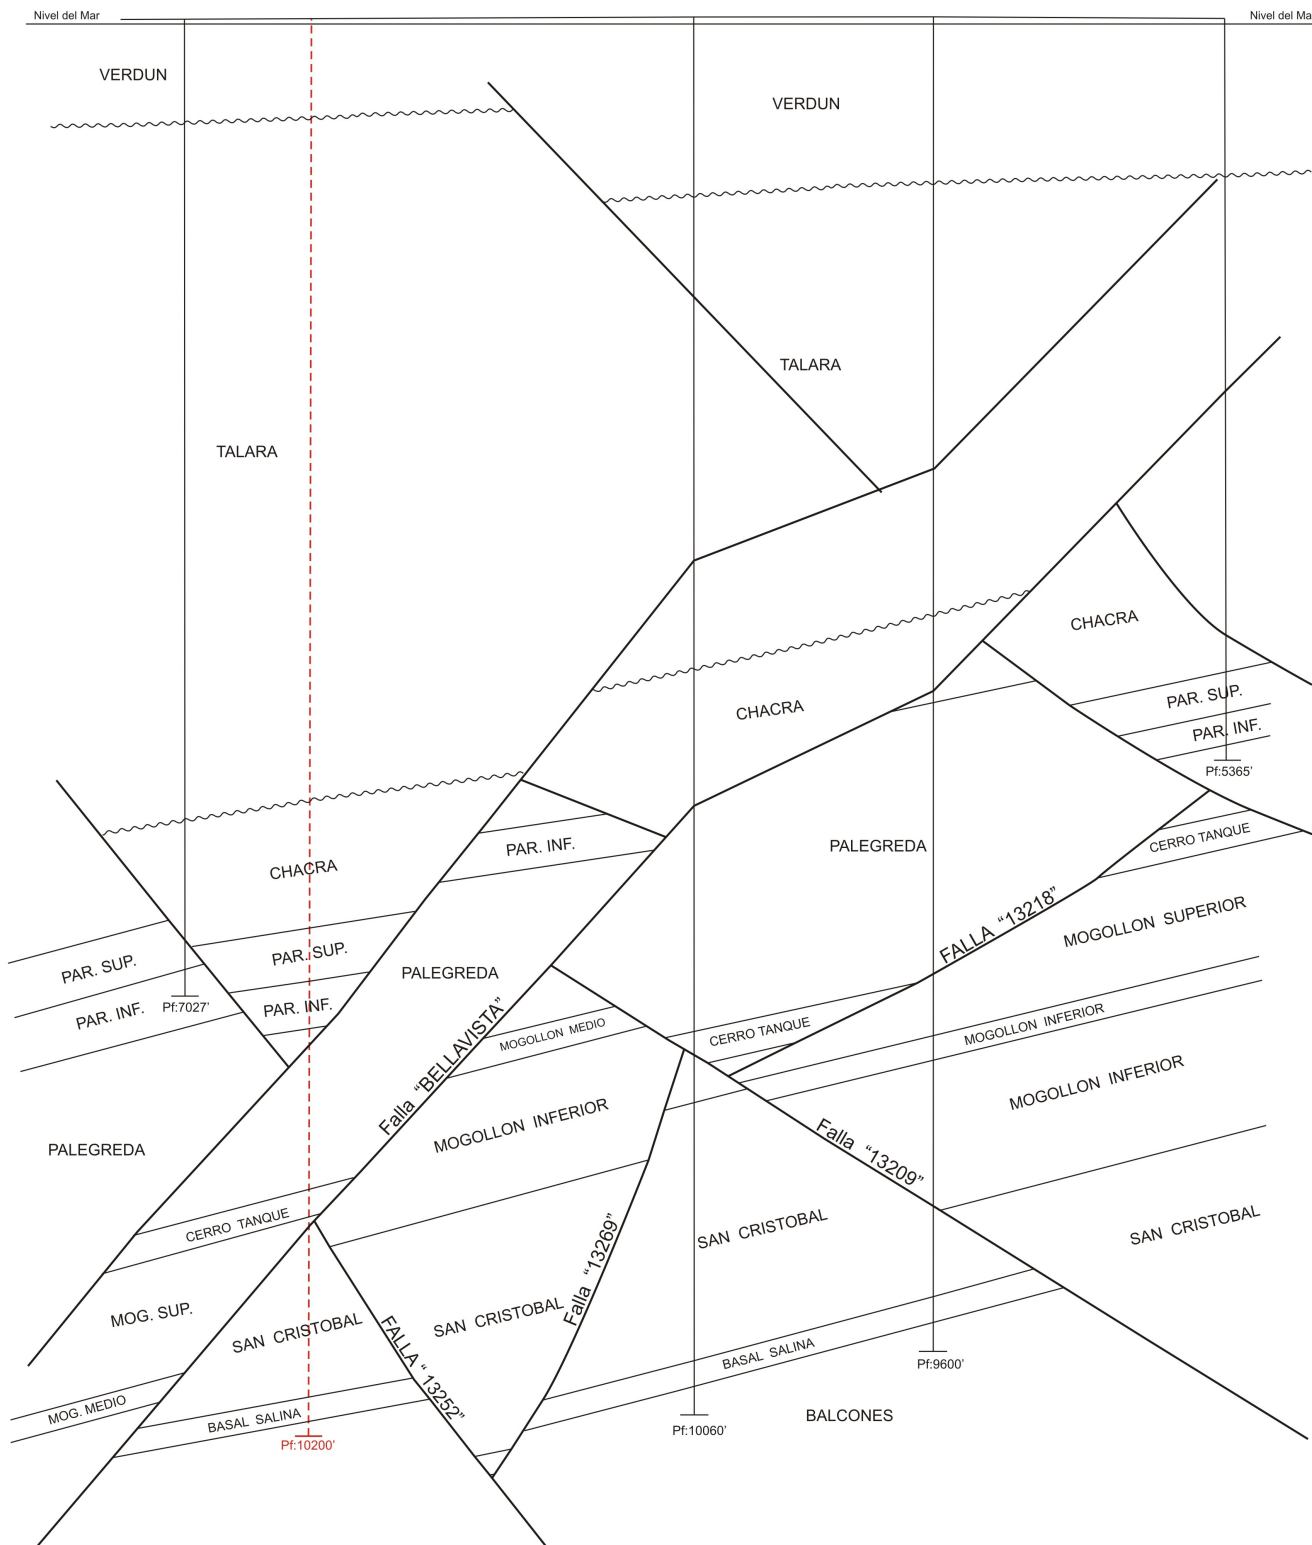 Nivel del Mar
Nivel del Ma
VERDUN
VERDUN
TALARA
TALARA
CHACRA
CHACRA
PAR. SUP.
PAR. INF.
Pf:5365'
PAR. INF.
PALEGREDA
CERRO TANQUE
CHACRA
FALLA "13218"
MOGOLLON SUPERIOR
PAR. SUP.
PAR. SUP.
PALEGREDA
PAR. INF.
Pf:7027'
PAR. INF.
Falla "BELLAVISTA"
MOGOLLON MEDIO
CERRO TANQUE
MOGOLLON INFERIOR
MOGOLLON INFERIOR
MOGOLLON INFERIOR
PALEGREDA
Falla "13209"
CERRO TANQUE
SAN CRISTOBAL
SAN CRISTOBAL
Falla "13269"
MOG. SUP.
SAN CRISTOBAL
SAN CRISTOBAL
FALLA " 13252"
BASAL SALINA
Pf:9600'
MOG. MEDIO
BASAL SALINA
BALCONES
Pf:10060'
Pf:10200'